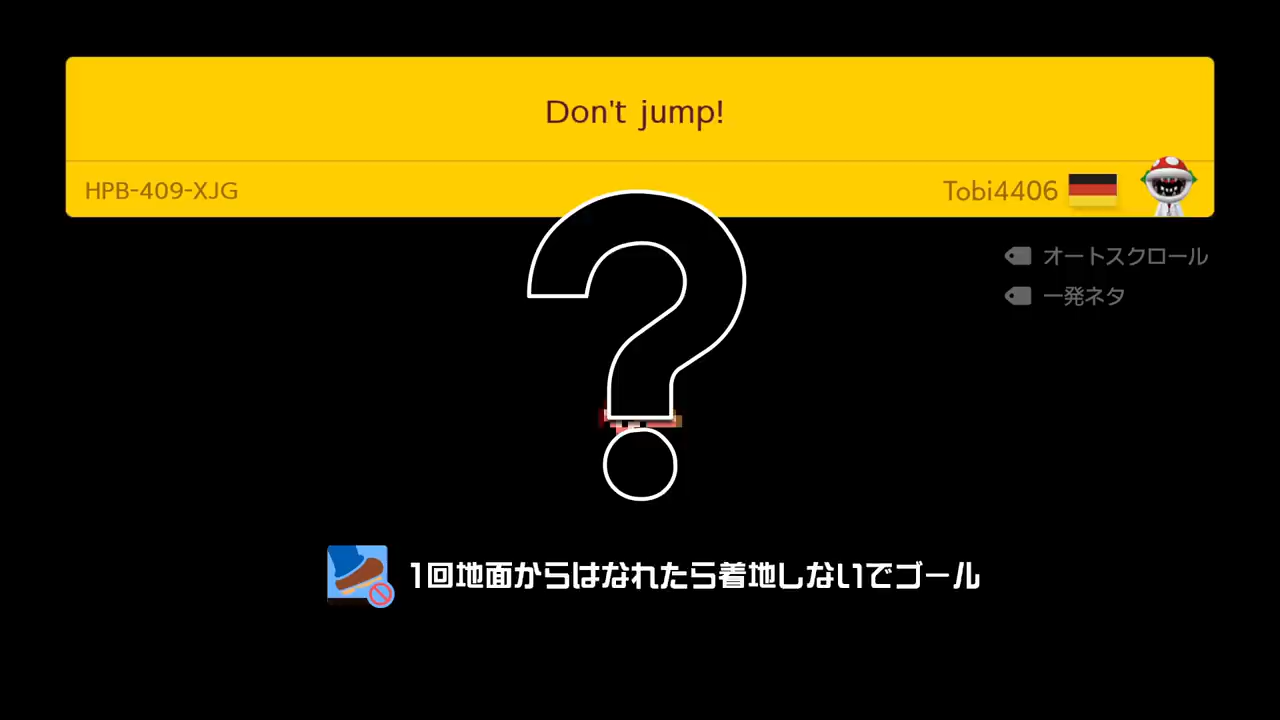 Don't jump!
HPB-409-XJG
Tobi4406
オートスクロール
一発ネタ
1回地面からはなれたら着地しないでゴール